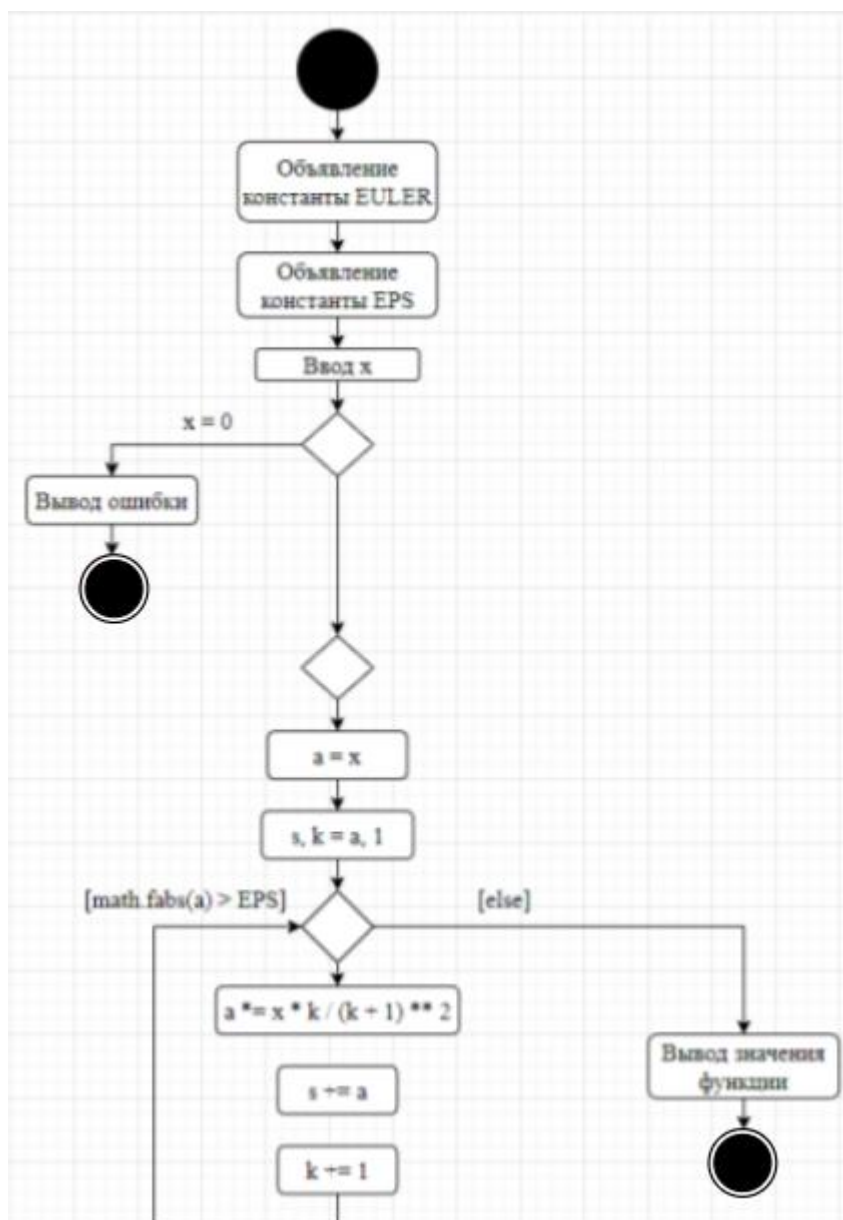 Объявление
константы EULER
Объявление
константы EPS
Ввод x
x = 0
Вывод ошибки
a = x
s, k = a, 1
[math.fabs(a) > EPS]
[else]
a *= x * k / (k + 1) ** 2
Вывод значения
функции
s += a
k += 1